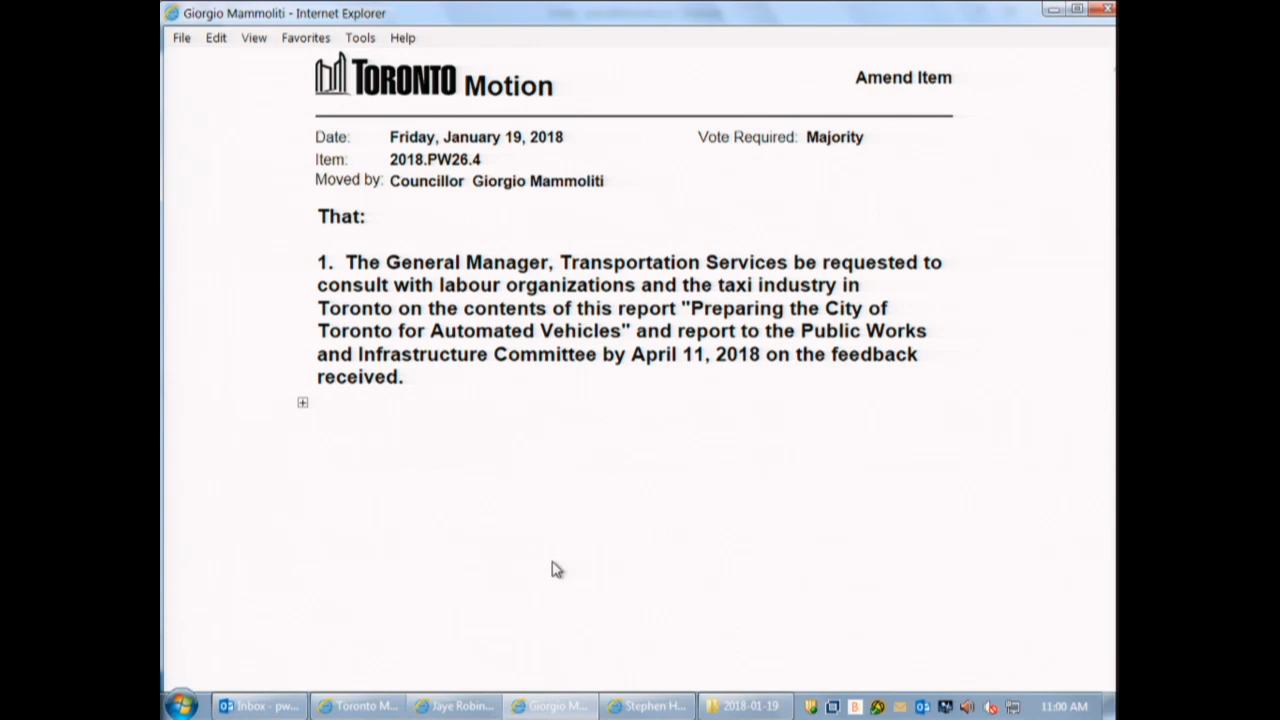 Giorgio Mammoliti - Internet Explorer
File Edit View Favorites Tools Help
TORONTO Motion
Amend Item
Date: Friday, January 19, 2018
Vote Required: Majority
Item: 2018.PW26.4
Moved by: Councillor Giorgio Mammoliti
That:
1. The General Manager, Transportation Services be requested to
consult with labour organizations and the taxi industry in
Toronto on the contents of this report "Preparing the City of
Toronto for Automated Vehicles" and report to the Public Works
and Infrastructure Committee by April 11, 2018 on the feedback
received.
Inbox - pw... Toronto M... Jaye Robin... Giorgio M... Stephen H... 2018-01-19 11:00 AM